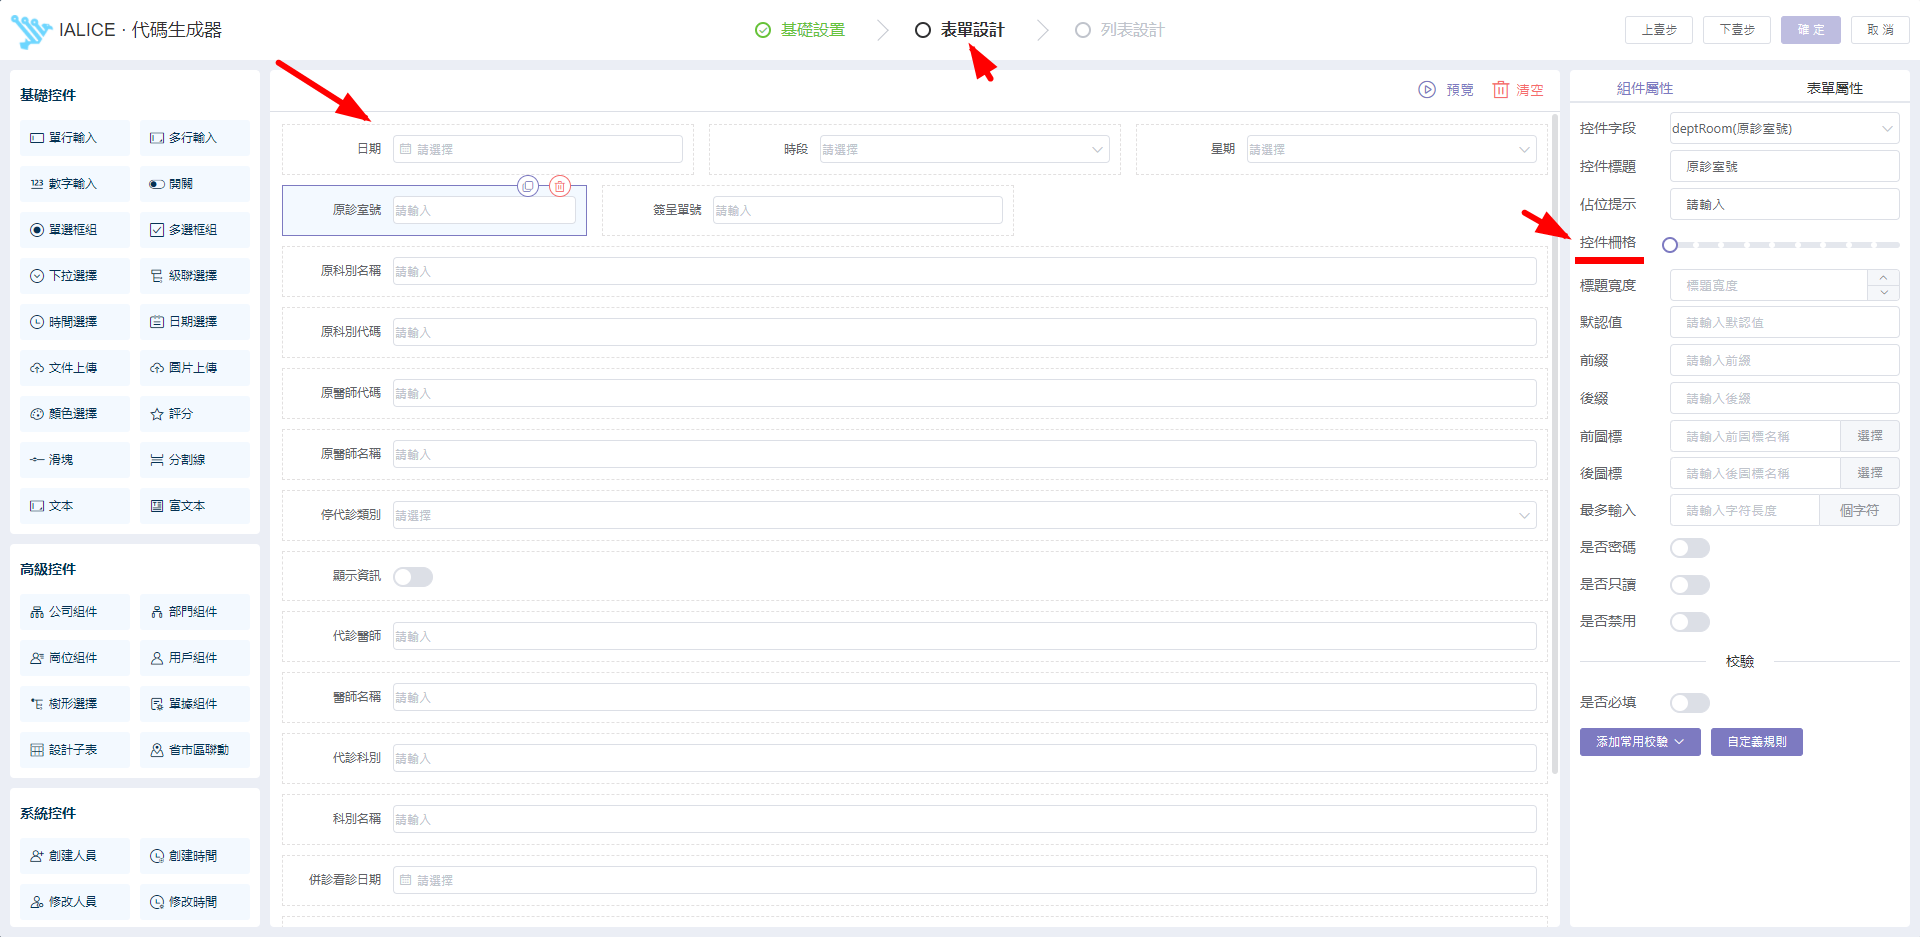 IALICE · 代碼生成器
基礎設置
表單設計
列表設計
上壹步
下壹步
確 定
取 消
基礎控件
單行輸入
多行輸入
數字輸入
開關
單選框組
多選框組
下拉選擇
級聯選擇
時間選擇
日期選擇
文件上傳
圖片上傳
顏色選擇
評分
滑塊
分割線
文本
富文本
高級控件
公司組件
部門組件
崗位組件
用戶組件
樹形選擇
單據組件
設計子表
省市區聯動
系統控件
創建人員
創建時間
修改人員
修改時間
預覽
清空
日期
請選擇
時段
請選擇
星期
請選擇
原診室號
請輸入
簽呈單號
請輸入
原科別名稱
請輸入
原科別代碼
請輸入
原醫師代碼
請輸入
原醫師名稱
請輸入
停代診類別
請選擇
顯示資訊
代診醫師
請輸入
醫師名稱
請輸入
代診科別
請輸入
科別名稱
請輸入
併診看診日期
請選擇
組件屬性
表單屬性
控件字段
deptRoom(原診室號)
控件標題
原診室號
佔位提示
請輸入
控件柵格
標題寬度
標題寬度
默認值
請輸入默認值
前綴
請輸入前綴
後綴
請輸入後綴
前圖標
請輸入前圖標名稱
選擇
後圖標
請輸入後圖標名稱
選擇
最多輸入
請輸入字符長度
個字符
是否密碼
是否只讀
是否禁用
校驗
是否必填
添加常用校驗
自定義規則